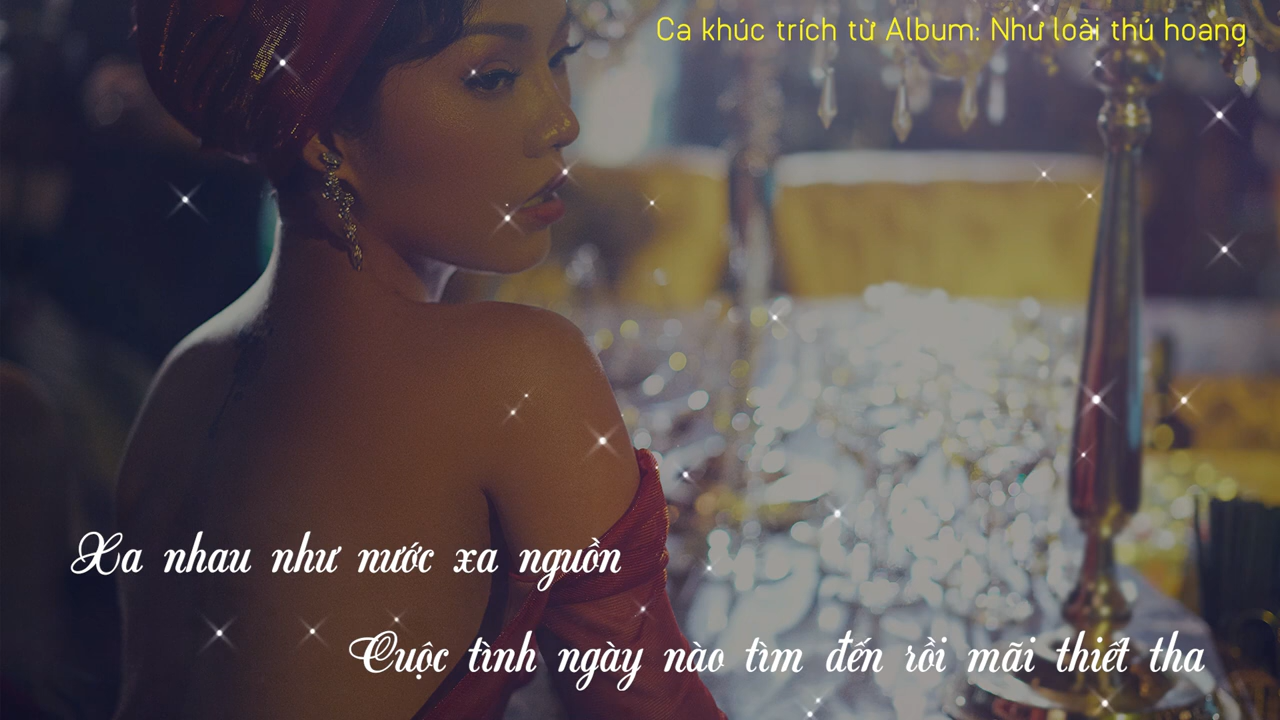 Ca khúc trích từ Album: Như loài thú hoang
Xa nhau như nước xa nguồn
Cuộc tình ngày nào tìm đến rồi mãi thiết tha